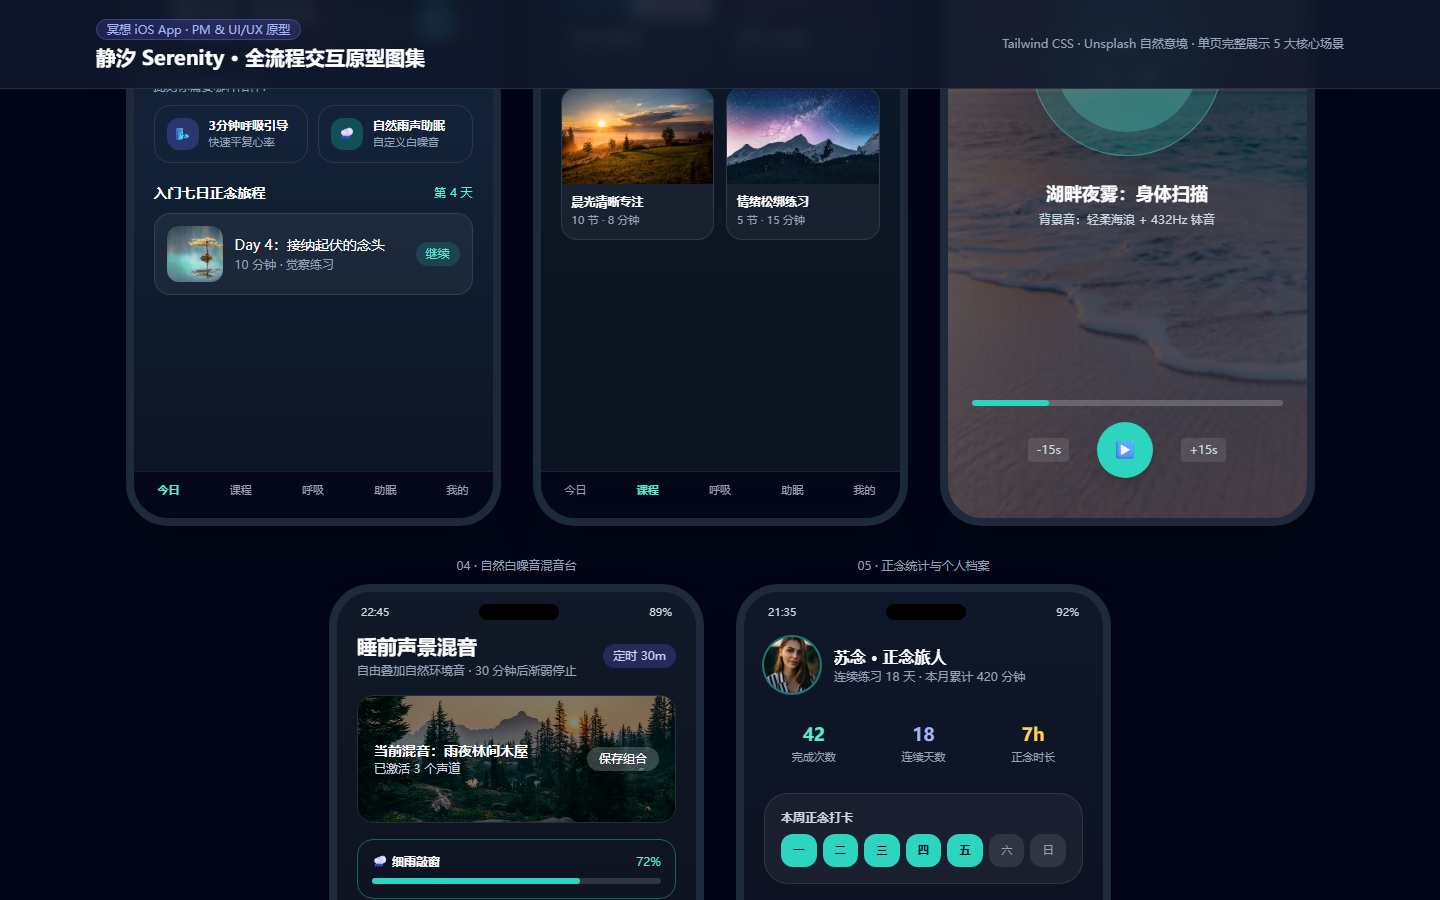 冥想 iOS App · PM & UI/UX 原型
静汐 Serenity • 全流程交互原型图集
Tailwind CSS · Unsplash 自然意境 · 单页完整展示 5 大核心场景
3分钟呼吸引导
快速平复心率
自然雨声助眠
自定义白噪音
入门七日正念旅程
第 4 天
Day 4：接纳起伏的念头
10 分钟 · 觉察练习
继续
今日
课程
呼吸
助眠
我的
晨光清晰专注
10 节 · 8 分钟
情绪松绑练习
5 节 · 15 分钟
今日
课程
呼吸
助眠
我的
湖畔夜雾：身体扫描
背景音：轻柔海浪 + 432Hz 钵音
-15s
+15s
04 · 自然白噪音混音台
22:45
89%
睡前声景混音
自由叠加自然环境音 · 30 分钟后渐弱停止
定时 30m
当前混音：雨夜林间木屋
已激活 3 个声道
保存组合
细雨敲窗
72%
05 · 正念统计与个人档案
21:35
92%
苏念 • 正念旅人
连续练习 18 天 · 本月累计 420 分钟
42
完成次数
18
连续天数
7h
正念时长
本周正念打卡
一
二
三
四
五
六
日